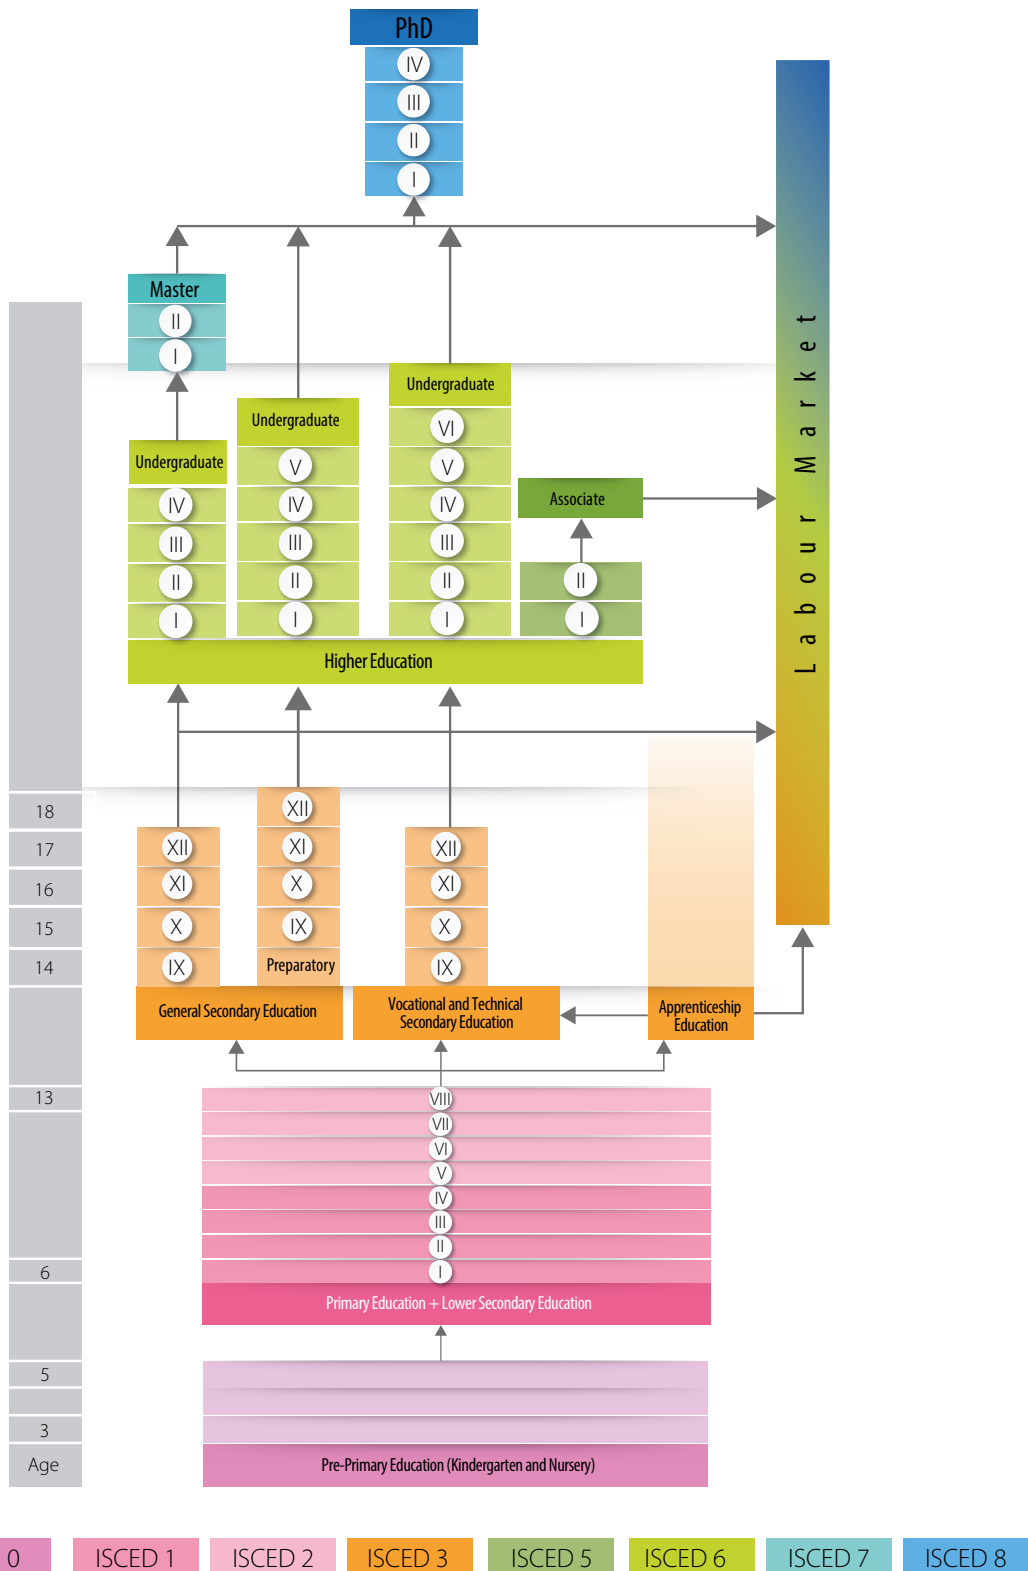 PhD
IV
III
II
I
Master
II
I
Undergraduate
IV
III
II
I
Undergraduate
V
IV
III
II
I
Undergraduate
VI
V
IV
III
II
I
Associate
II
I
Higher Education
Labour Market
18
17
16
15
14
13
6
5
3
Age
XII
XI
X
IX
General Secondary Education
XII
XI
X
IX
Preparatory
XII
XI
X
IX
Vocational and Technical
Secondary Education
Apprenticeship
Education
VIII
VII
VI
V
IV
III
II
I
Primary Education + Lower Secondary Education
Pre-Primary Education (Kindergarten and Nursery)
0
ISCED 1
ISCED 2
ISCED 3
ISCED 5
ISCED 6
ISCED 7
ISCED 8